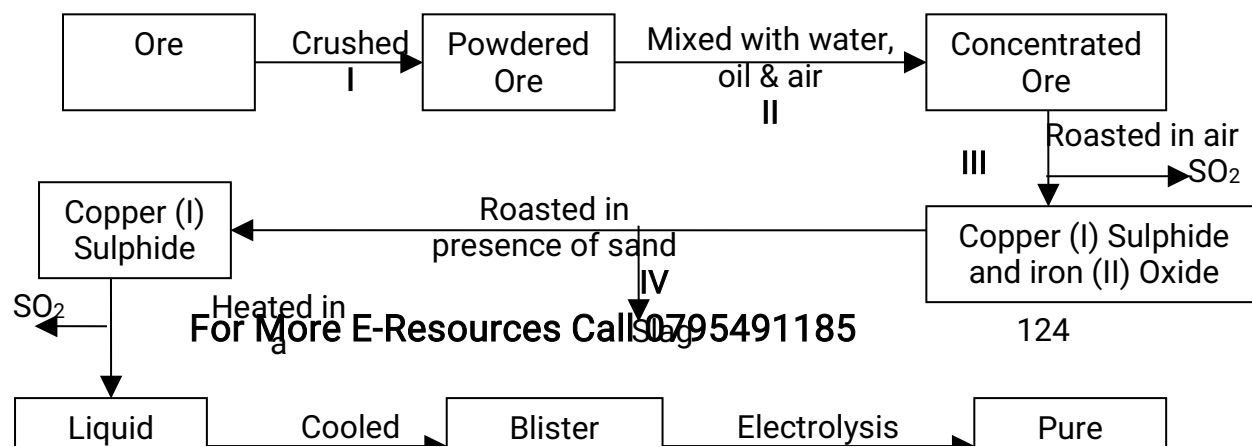 Ore
Crushed
I
Powdered
Ore
Mixed with water,
oil & air
II
Concentrated
Ore
Roasted in air
III
SO2
Copper (I) Sulphide
and iron (II) Oxide
Roasted in
presence of sand
IV
Slag
Copper (I)
Sulphide
SO2
Heated in
a
For More E-Resources Call 0795491185
124
Liquid
Cooled
Blister
Electrolysis
Pure